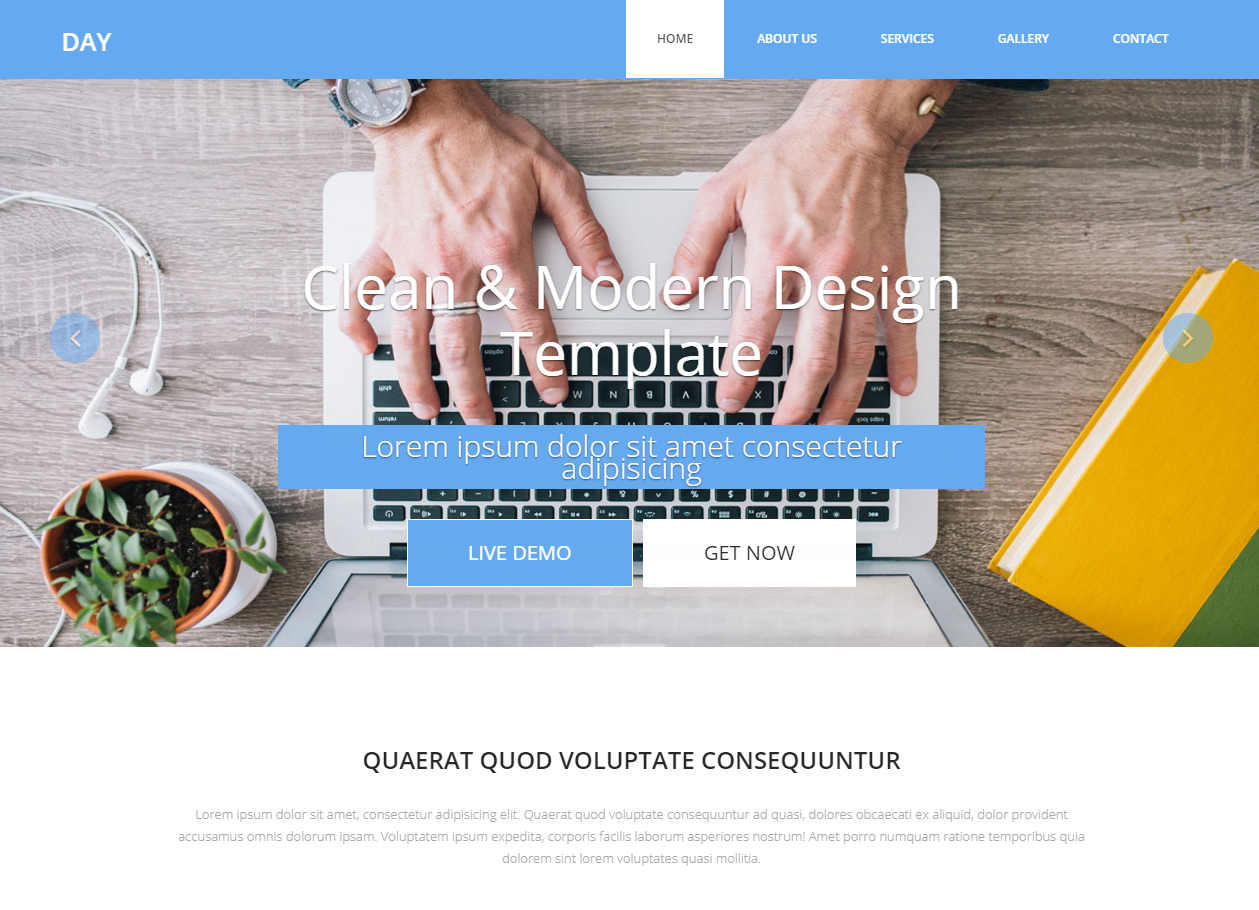 DAY
HOME
ABOUT US
SERVICES
GALLERY
CONTACT
Clean & Modern Design
Template
Lorem ipsum dolor sit amet consectetur
adipisicing
LIVE DEMO
GET NOW
QUAERAT QUOD VOLUPTATE CONSEQUUNTUR
Lorem ipsum dolor sit amet, consectetur adipisicing elit. Quaerat quod voluptate consequuntur ad quasi, dolores obcaecati ex aliquid, dolor provident
accusamus omnis dolorum ipsam. Voluptatem ipsum expedita, corporis facilis laborum asperiores nostrum! Amet porro numquam ratione temporibus quia
dolorem sint lorem voluptates quasi mollitia.